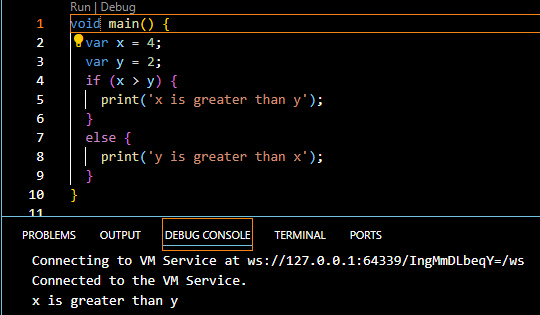 Run | Debug
1 void main() {
2 var x = 4;
3 var y = 2;
4 if (x > y) {
5 print('x is greater than y');
6 }
7 else {
8 print('y is greater than x');
9 }
10 }
11
PROBLEMS OUTPUT DEBUG CONSOLE TERMINAL PORTS
Connecting to VM Service at ws://127.0.0.1:64339/IngMmDLbeqY=/ws
Connected to the VM Service.
x is greater than y